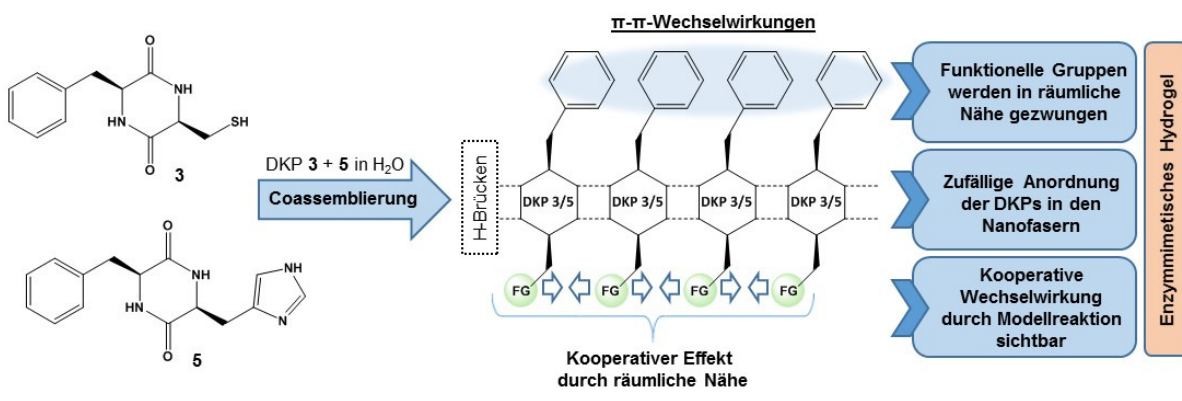 π-π-Wechselwirkungen
O
NH
HN
SH
O
3
DKP 3 + 5 in H₂O
Coassemblierung
O
NH
NH
HN
N
O
5
H-Brücken
DKP 3/5
DKP 3/5
DKP 3/5
DKP 3/5
FG
FG
FG
FG
Kooperativer Effekt
durch räumliche Nähe
Funktionelle Gruppen
werden in räumliche
Nähe gezwungen
Zufällige Anordnung
der DKPs in den
Nanofasern
Kooperative
Wechselwirkung
durch Modellreaktion
sichtbar
Enzymmimetisches Hydrogel